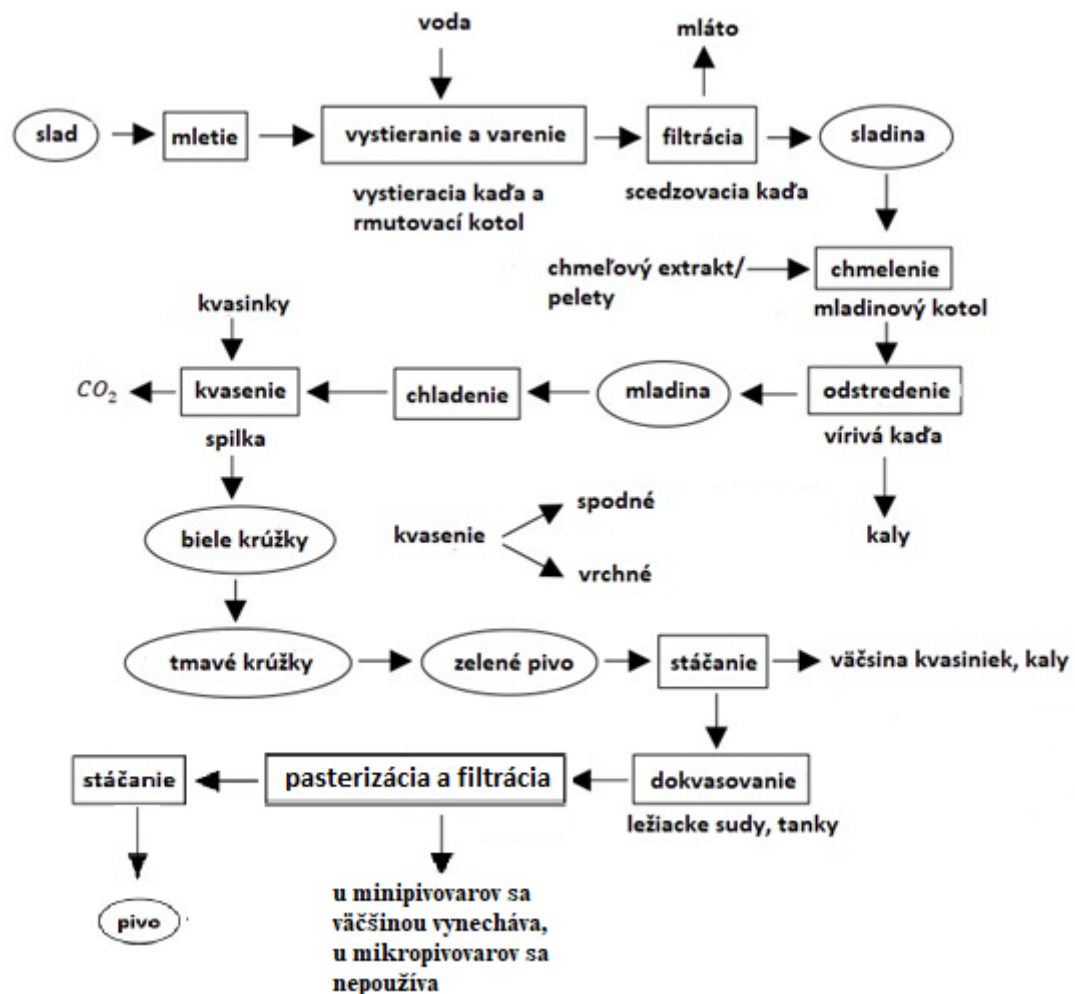 voda
mláto
slad
mletie
vystieranie a varenie
filtrácia
sladina
vystieracia kaďa a
rmutovací kotol
scedzovacia kaďa
chmeľový extrakt/
pelety
chmelenie
mladinový kotol
kvasinky
CO2
kvasenie
chladenie
mladina
odstredenie
spilka
vírivá kaďa
biele krúžky
kvasenie
spodné
vrchné
kaly
tmavé krúžky
zelené pivo
stáčanie
väčsina kvasiniek, kaly
stáčanie
pasterizácia a filtrácia
dokvasovanie
ležiacke sudy, tanky
pivo
u minipivovarov sa
väčšinou vynecháva,
u mikropivovarov sa
nepoužíva